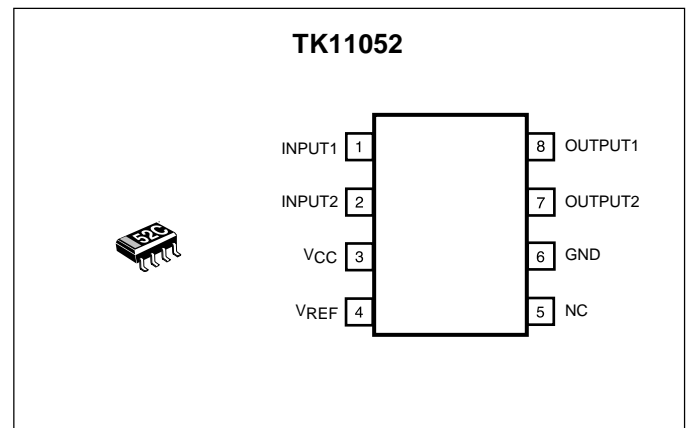 TK11052
INPUT1 1 8 OUTPUT1
INPUT2 2 7 OUTPUT2
VCC 3 6 GND
VREF 4 5 NC
52C